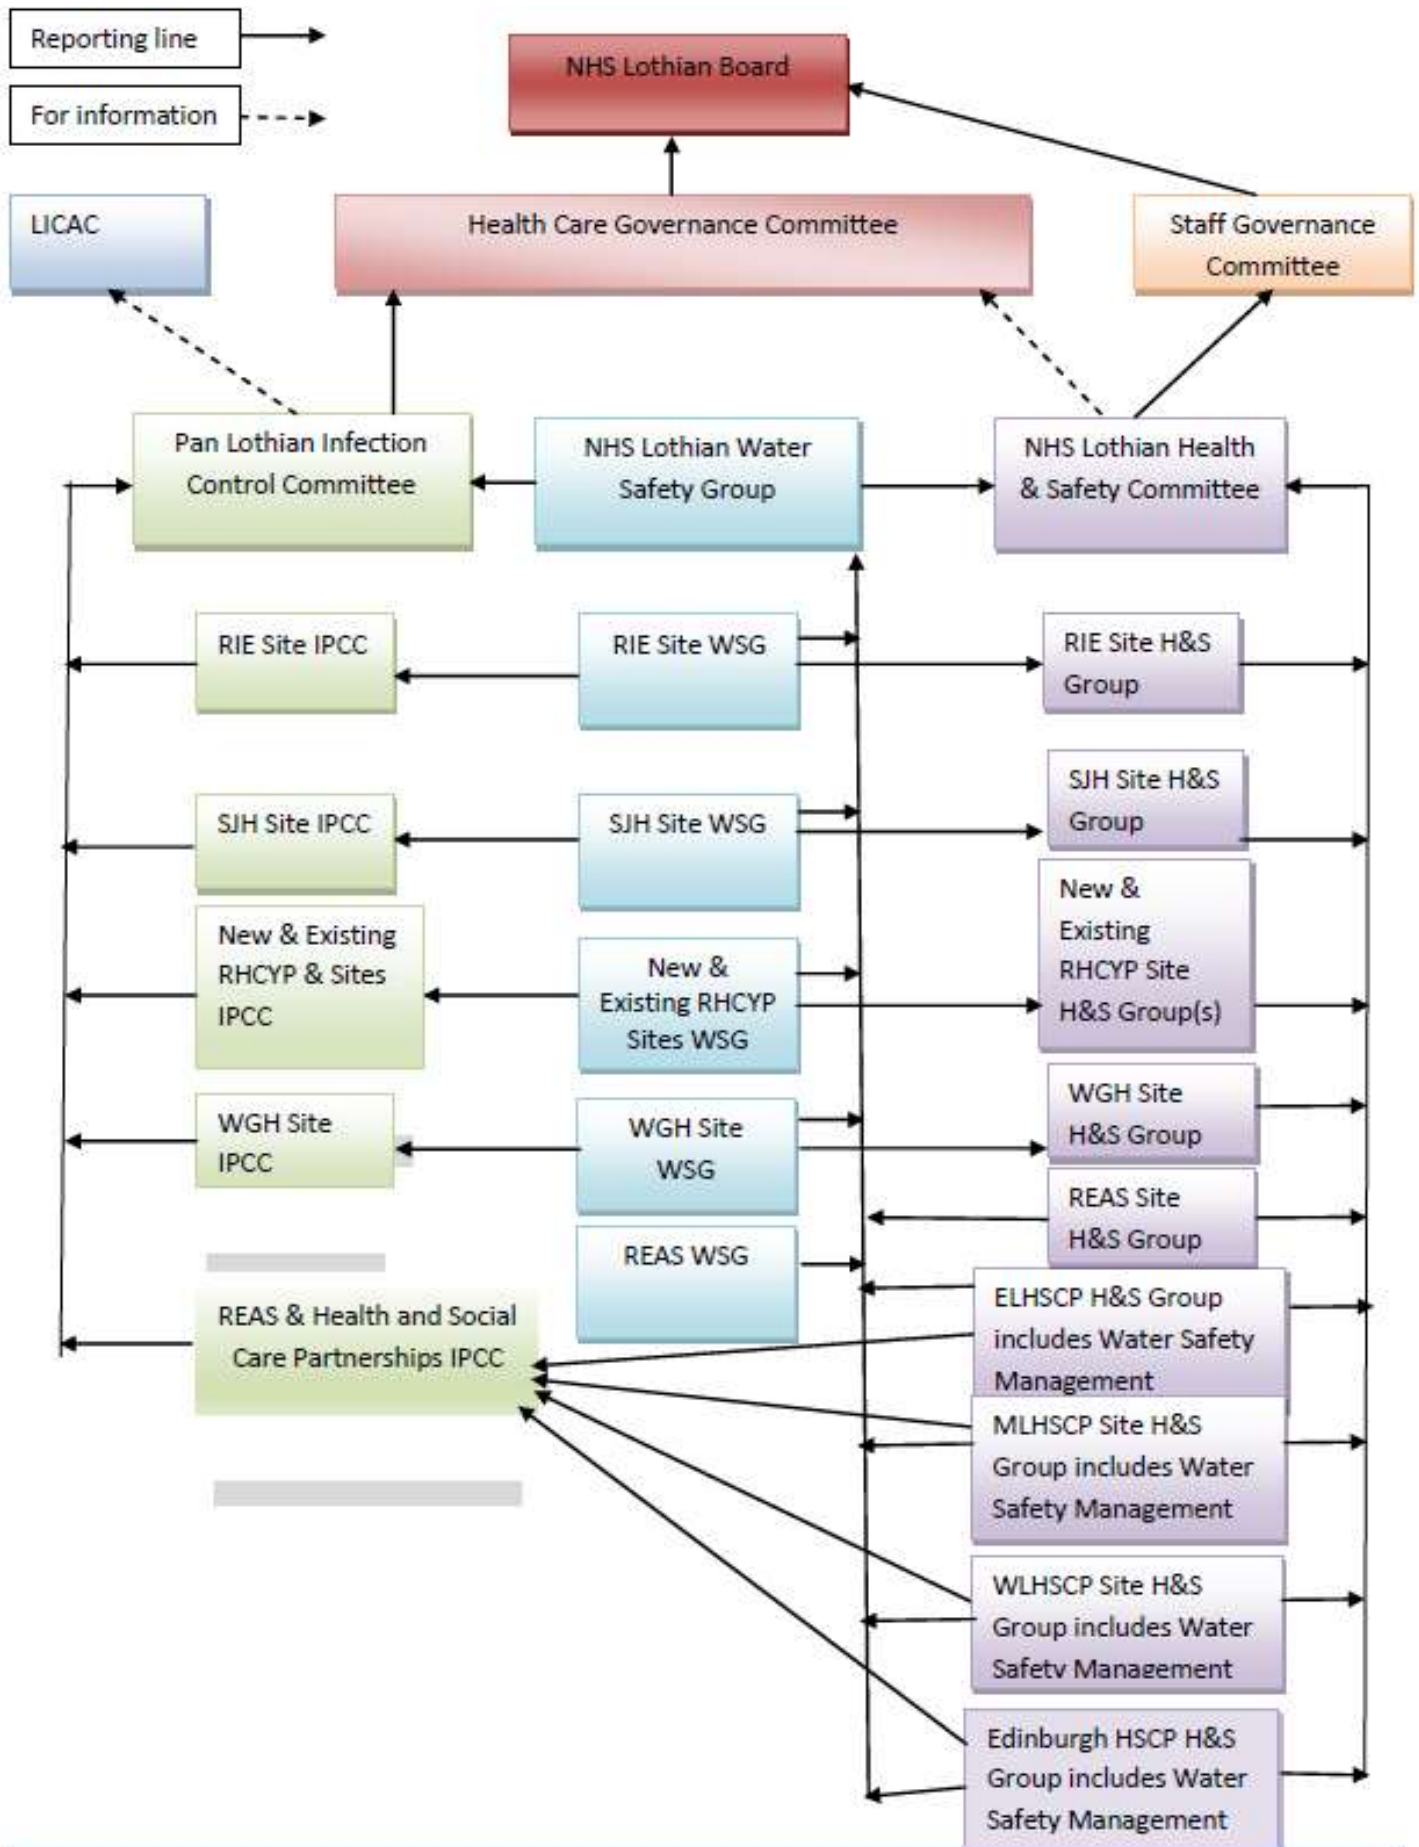 Reporting line
For information
NHS Lothian Board
LICAC
Health Care Governance Committee
Staff Governance
Committee
Pan Lothian Infection
Control Committee
NHS Lothian Water
Safety Group
NHS Lothian Health
& Safety Committee
RIE Site IPCC
RIE Site WSG
RIE Site H&S
Group
SJH Site IPCC
SJH Site WSG
SJH Site H&S
Group
New & Existing
RHCYP & Sites
IPCC
New &
Existing RHCYP
Sites WSG
New &
Existing
RHCYP Site
H&S Group(s)
WGH Site
IPCC
WGH Site
WSG
WGH Site
H&S Group
REAS WSG
REAS Site
H&S Group
REAS & Health and Social
Care Partnerships IPCC
ELHSCP H&S Group
includes Water Safety
Management
MLHSCP Site H&S
Group includes Water
Safety Management
WLHSCP Site H&S
Group includes Water
Safety Management
Edinburgh HSCP H&S
Group includes Water
Safety Management